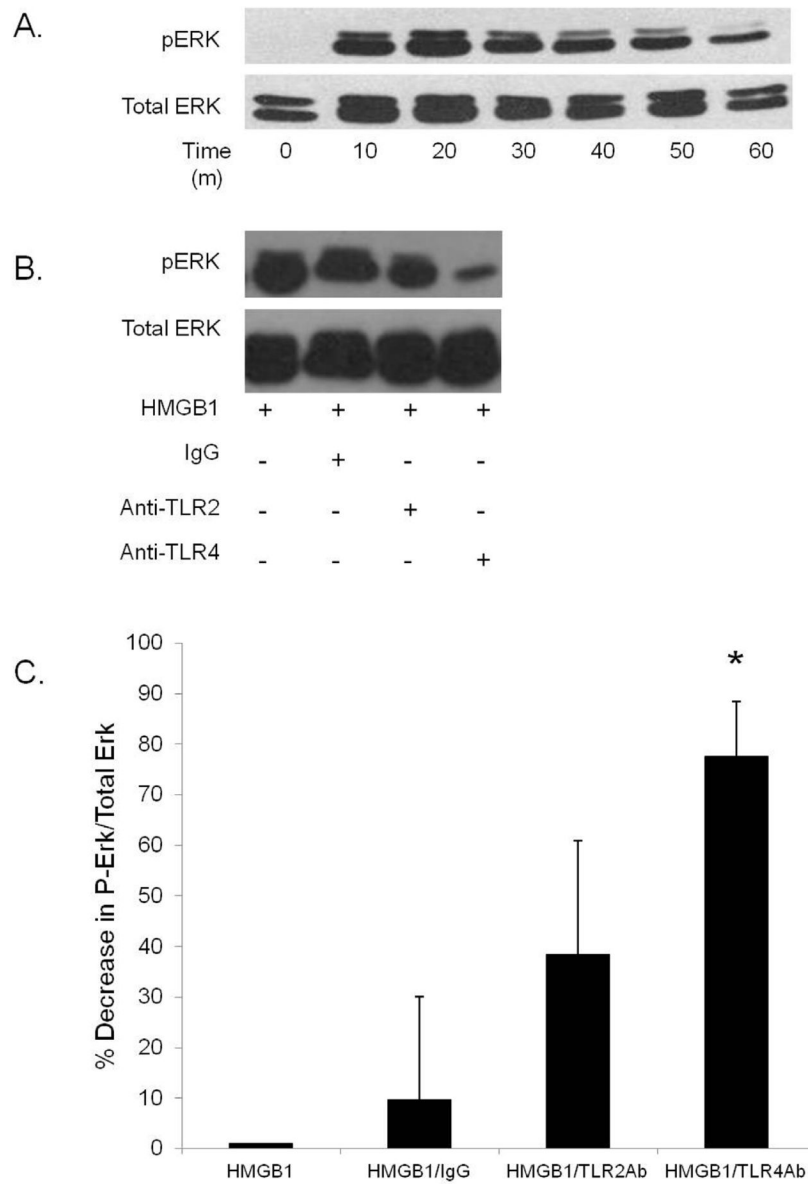 A.
pERK
Total ERK
Time (m) 0 10 20 30 40 50 60
B.
pERK
Total ERK
HMGB1 + + + +
IgG - + - -
Anti-TLR2 - - + -
Anti-TLR4 - - - +
C.
% Decrease in P-Erk/Total Erk
100
90
80
70
60
50
40
30
20
10
0
*
HMGB1 HMGB1/IgG HMGB1/TLR2Ab HMGB1/TLR4Ab